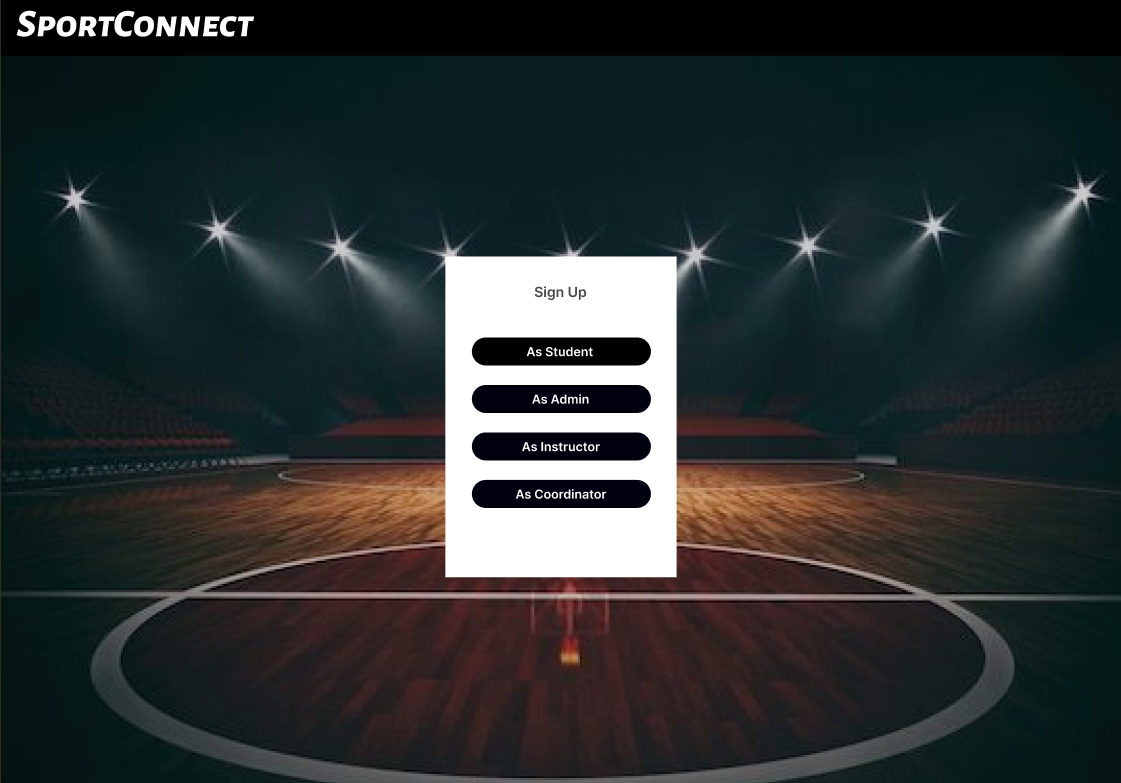 SPORTCONNECT
Sign Up
As Student
As Admin
As Instructor
As Coordinator